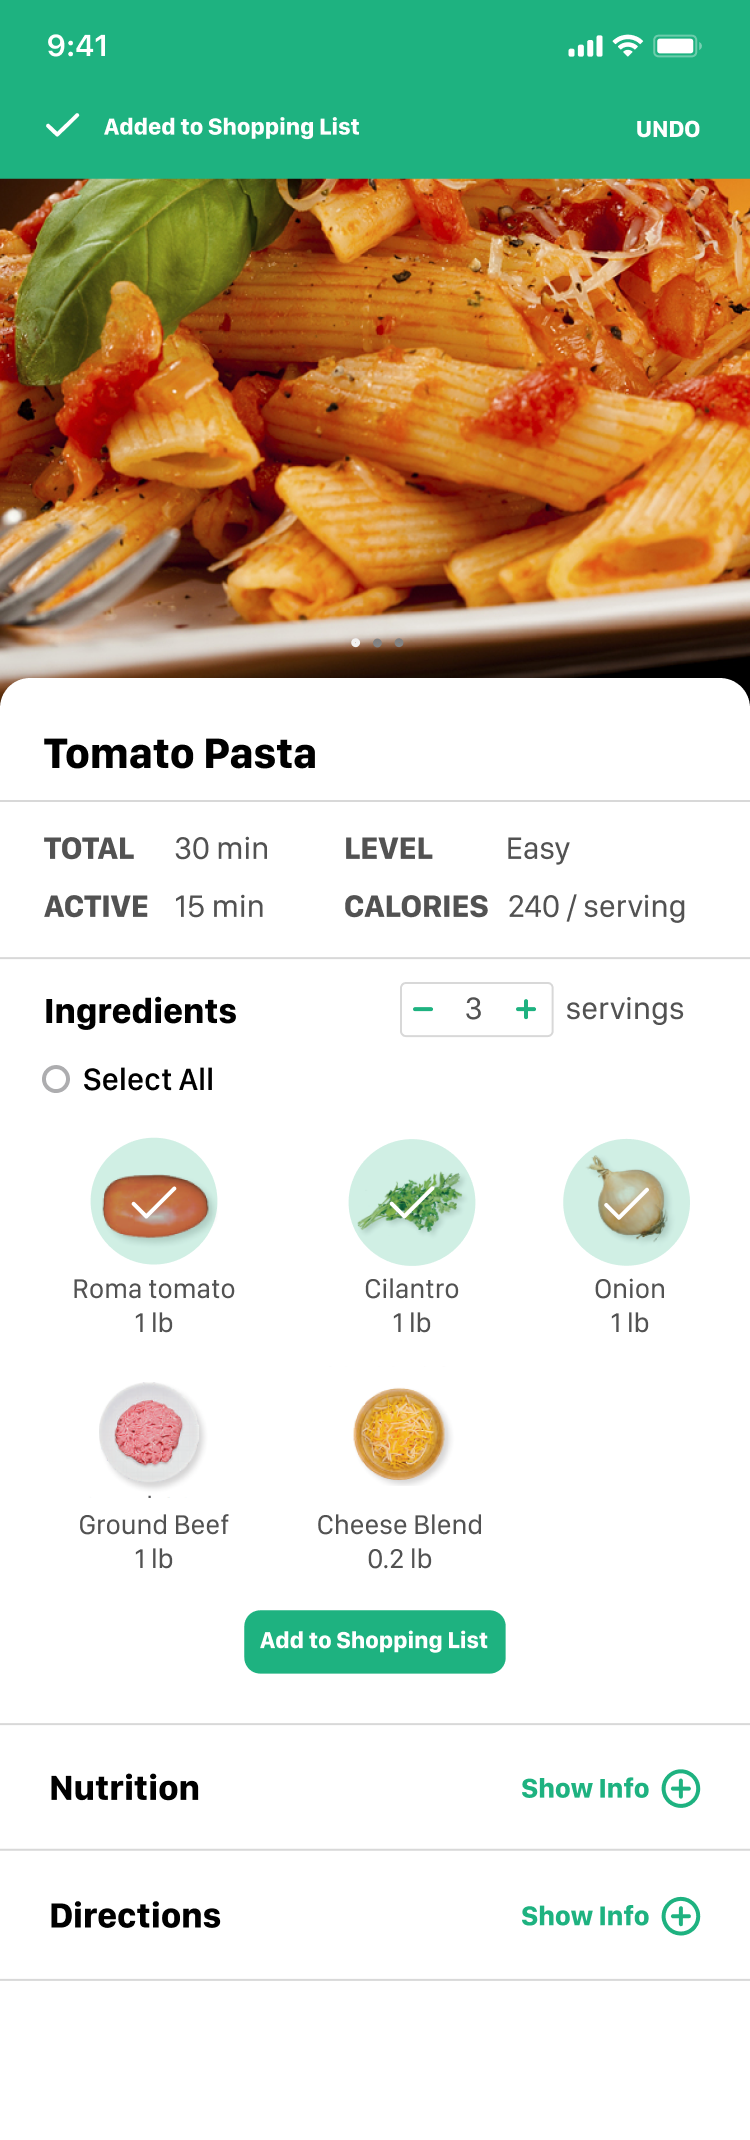 9:41
Added to Shopping List
UNDO
Tomato Pasta
TOTAL 30 min LEVEL Easy
ACTIVE 15 min CALORIES 240 / serving
Ingredients − 3 + servings
Select All
Roma tomato
1 lb
Cilantro
1 lb
Onion
1 lb
Ground Beef
1 lb
Cheese Blend
0.2 lb
Add to Shopping List
Nutrition Show Info
Directions Show Info